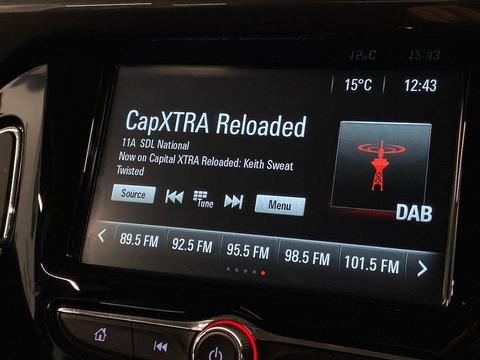 15°C 12:43
CapXTRA Reloaded
11A SDL National
Now on Capital XTRA Reloaded: Keith Sweat
Twisted
Source Tune Menu
DAB
89.5 FM 92.5 FM 95.5 FM 98.5 FM 101.5 FM